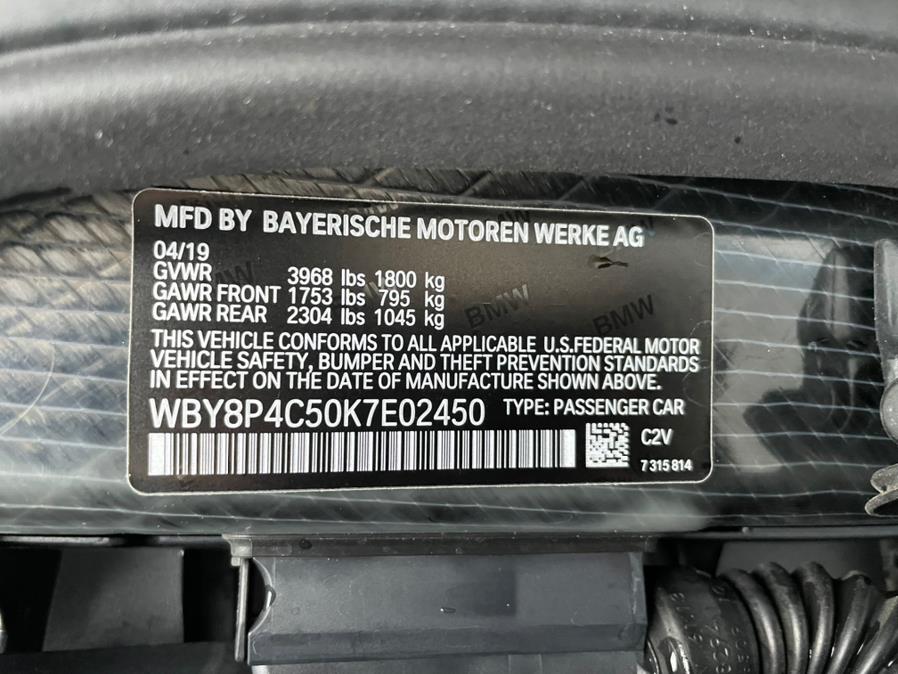 MFD BY BAYERISCHE MOTOREN WERKE AG
04/19
GVWR 3968 lbs 1800 kg
GAWR FRONT 1753 lbs 795 kg
GAWR REAR 2304 lbs 1045 kg
THIS VEHICLE CONFORMS TO ALL APPLICABLE U.S.FEDERAL MOTOR
VEHICLE SAFETY, BUMPER AND THEFT PREVENTION STANDARDS
IN EFFECT ON THE DATE OF MANUFACTURE SHOWN ABOVE.
WBY8P4C50K7E02450 TYPE: PASSENGER CAR
C2V
7 315 814
BMW
BMW